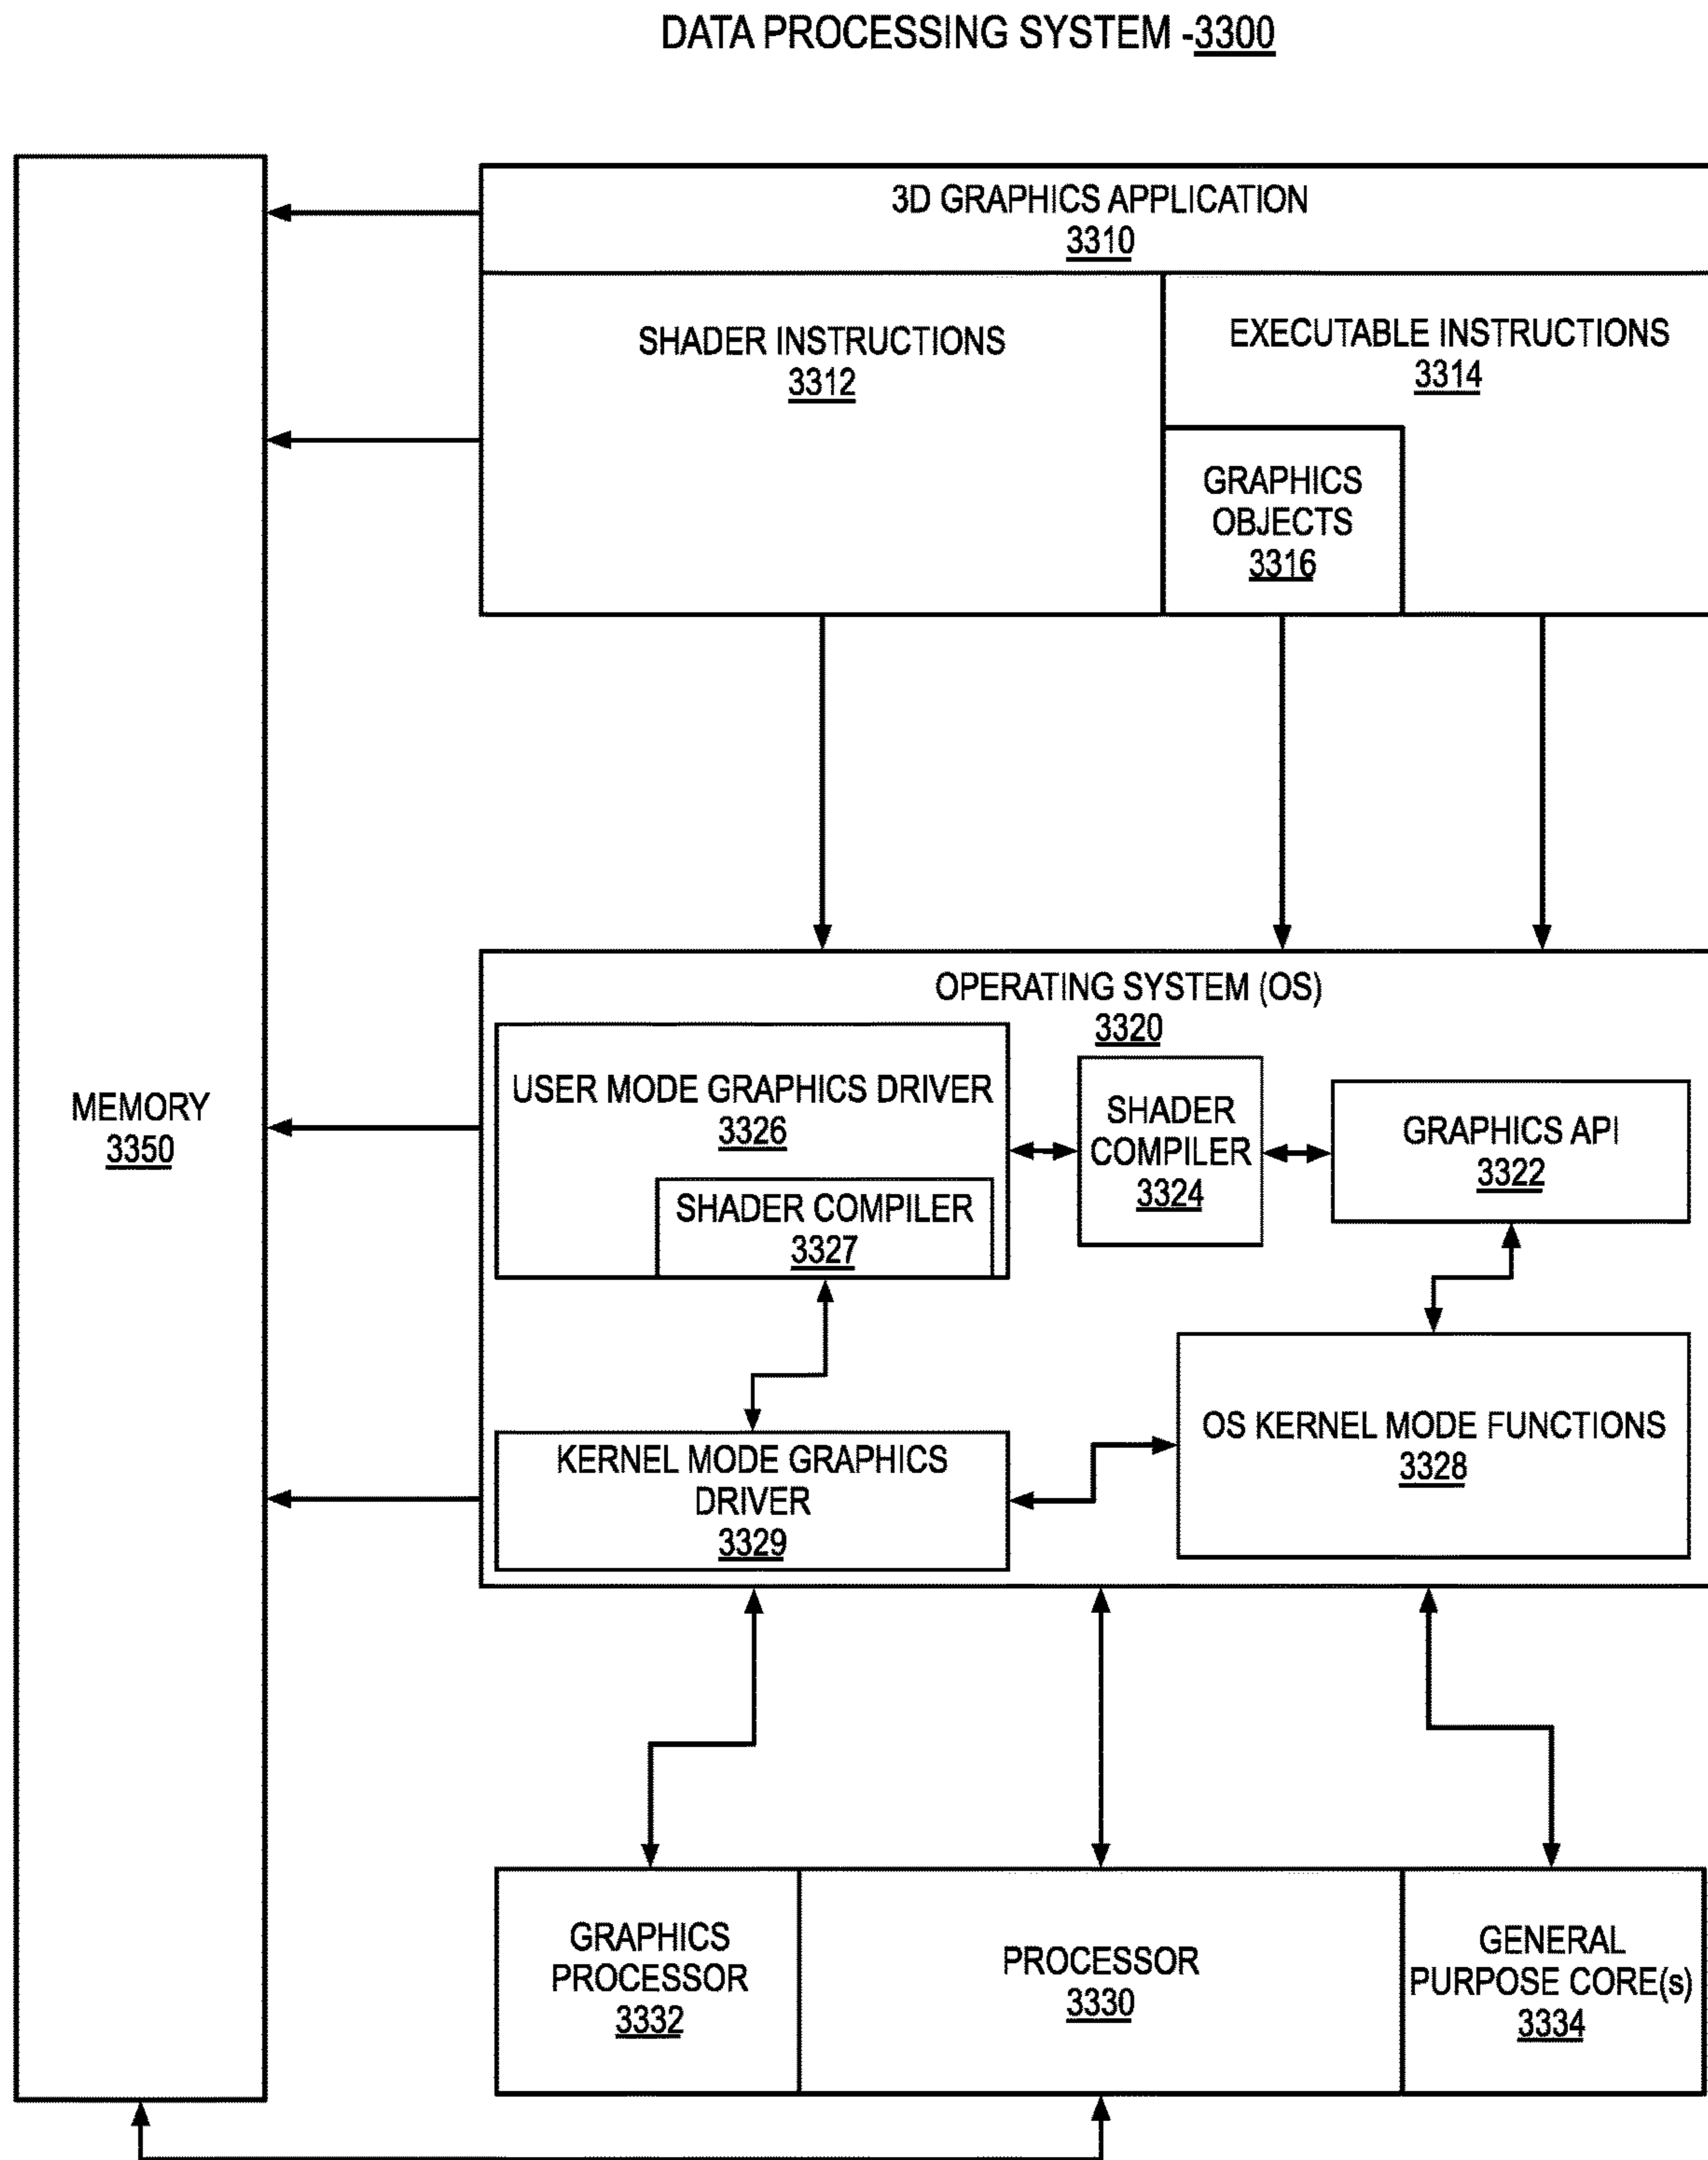 DATA PROCESSING SYSTEM -3300
3D GRAPHICS APPLICATION
3310
SHADER INSTRUCTIONS
3312
EXECUTABLE INSTRUCTIONS
3314
GRAPHICS
OBJECTS
3316
MEMORY
3350
OPERATING SYSTEM (OS)
3320
USER MODE GRAPHICS DRIVER
3326
SHADER COMPILER
3327
SHADER
COMPILER
3324
GRAPHICS API
3322
KERNEL MODE GRAPHICS
DRIVER
3329
OS KERNEL MODE FUNCTIONS
3328
GRAPHICS
PROCESSOR
3332
PROCESSOR
3330
GENERAL
PURPOSE CORE(s)
3334